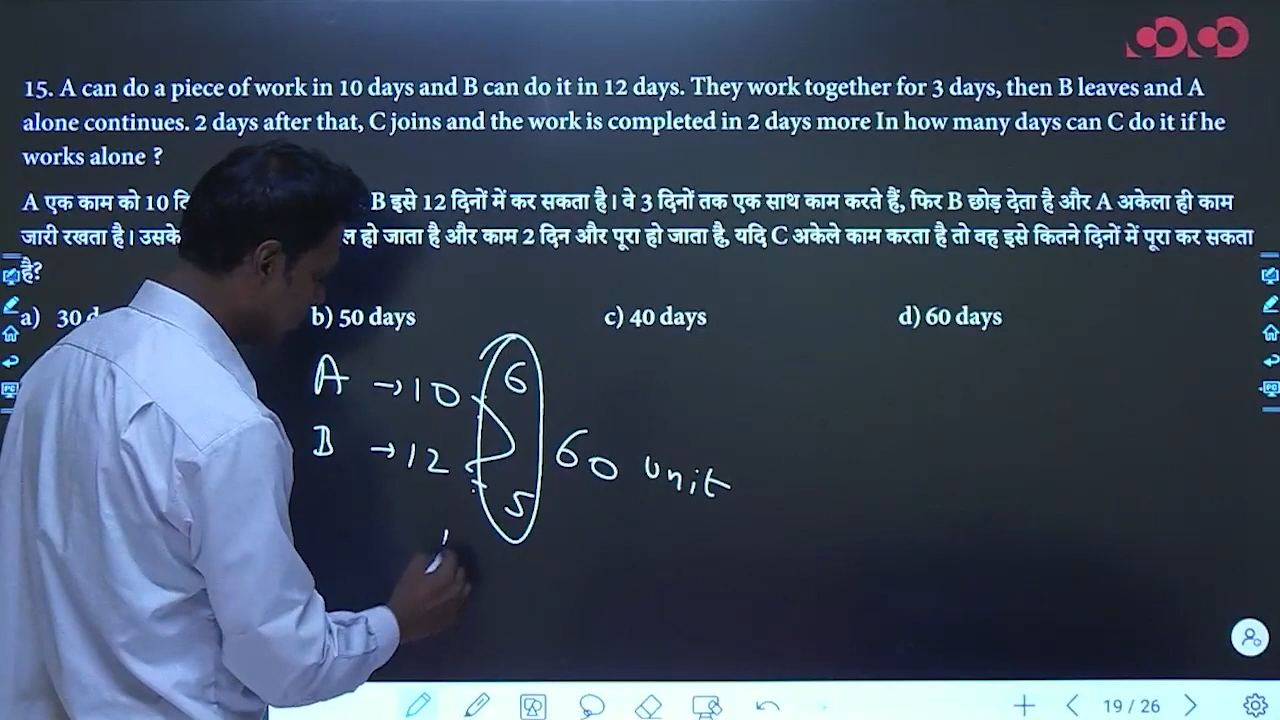 15. A can do a piece of work in 10 days and B can do it in 12 days. They work together for 3 days, then B leaves and A
alone continues. 2 days after that, C joins and the work is completed in 2 days more In how many days can C do it if he
works alone ?
A एक काम को 10 B इसे 12 दिनों में कर सकता है। वे 3 दिनों तक एक साथ काम करते हैं, फिर B छोड़ देता है और A अकेला ही काम
जारी रखता है। उसके हो जाता है और काम 2 दिन और पूरा हो जाता है, यदि C अकेले काम करता है तो वह इसे कितने दिनों में पूरा कर सकता
है?
a) 30 b) 50 days c) 40 days d) 60 days
A → 10 6
B → 12 60 unit
5
19 / 26